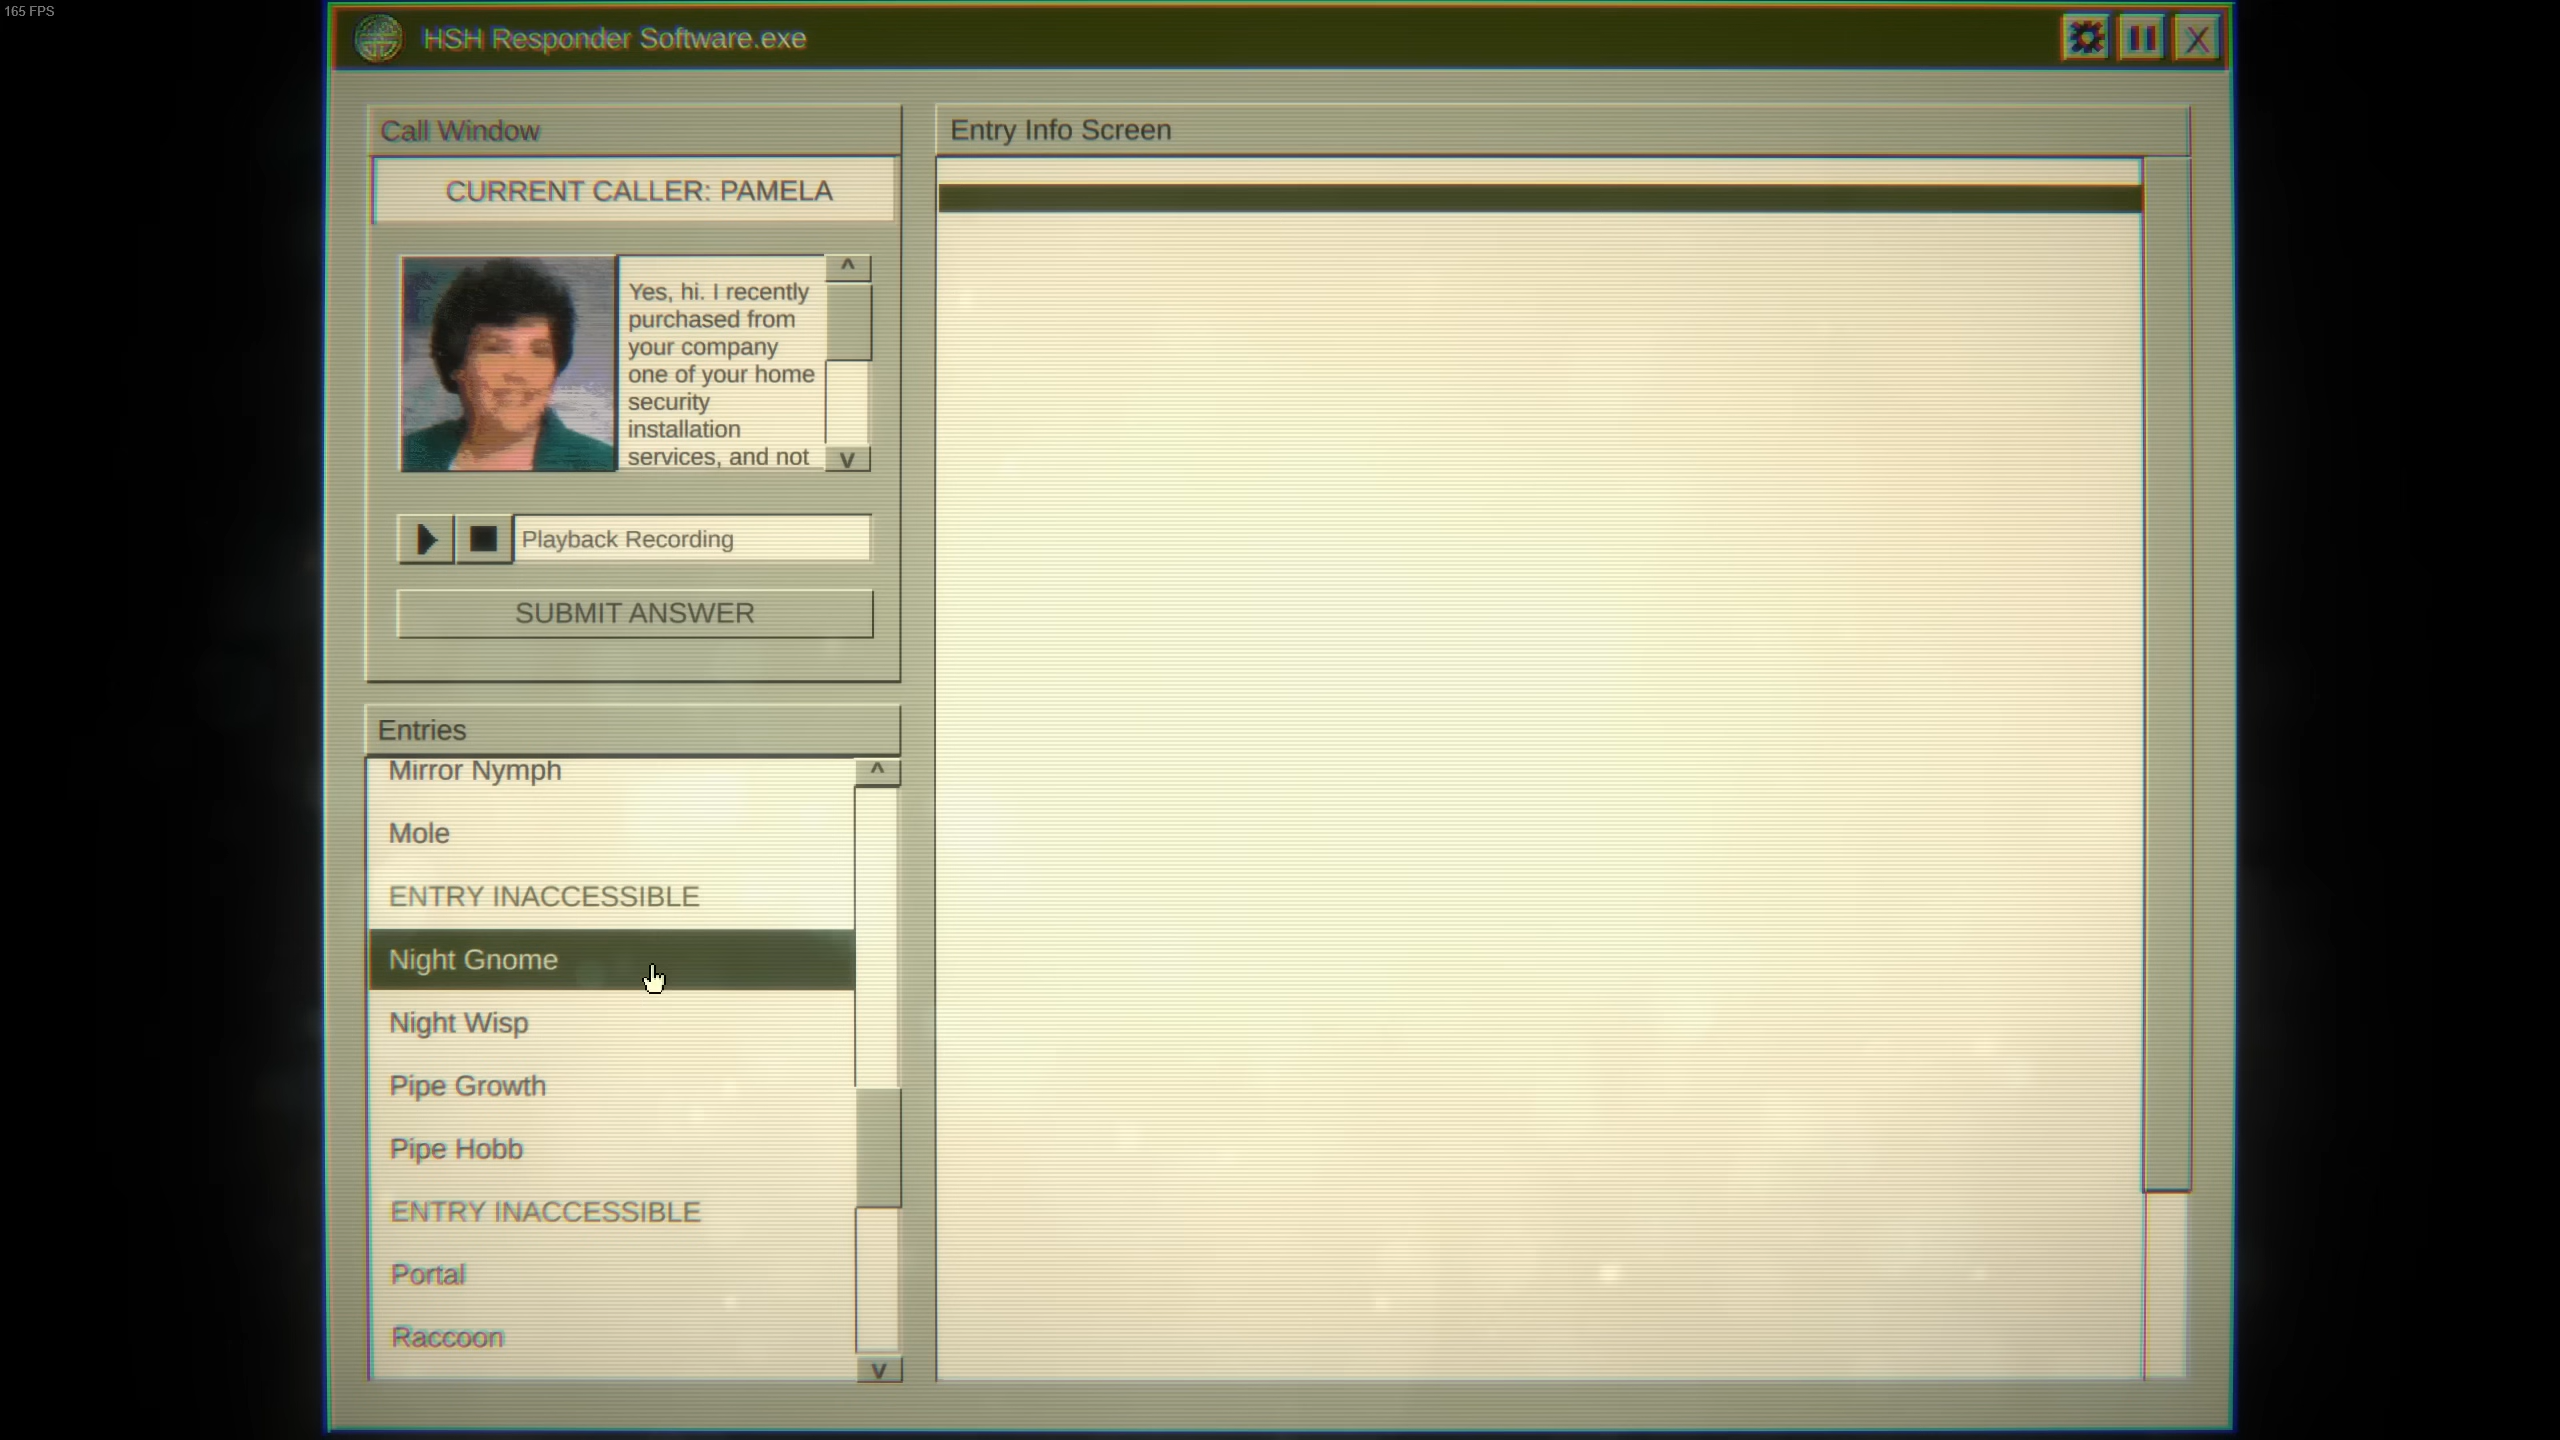 165 FPS
HSH Responder Software.exe
X
Call Window
CURRENT CALLER: PAMELA
Yes, hi. I recently
purchased from
your company
one of your home
security
installation
services, and not
Playback Recording
SUBMIT ANSWER
Entries
Mirror Nymph
Mole
ENTRY INACCESSIBLE
Night Gnome
Night Wisp
Pipe Growth
Pipe Hobb
ENTRY INACCESSIBLE
Portal
Raccoon
Entry Info Screen